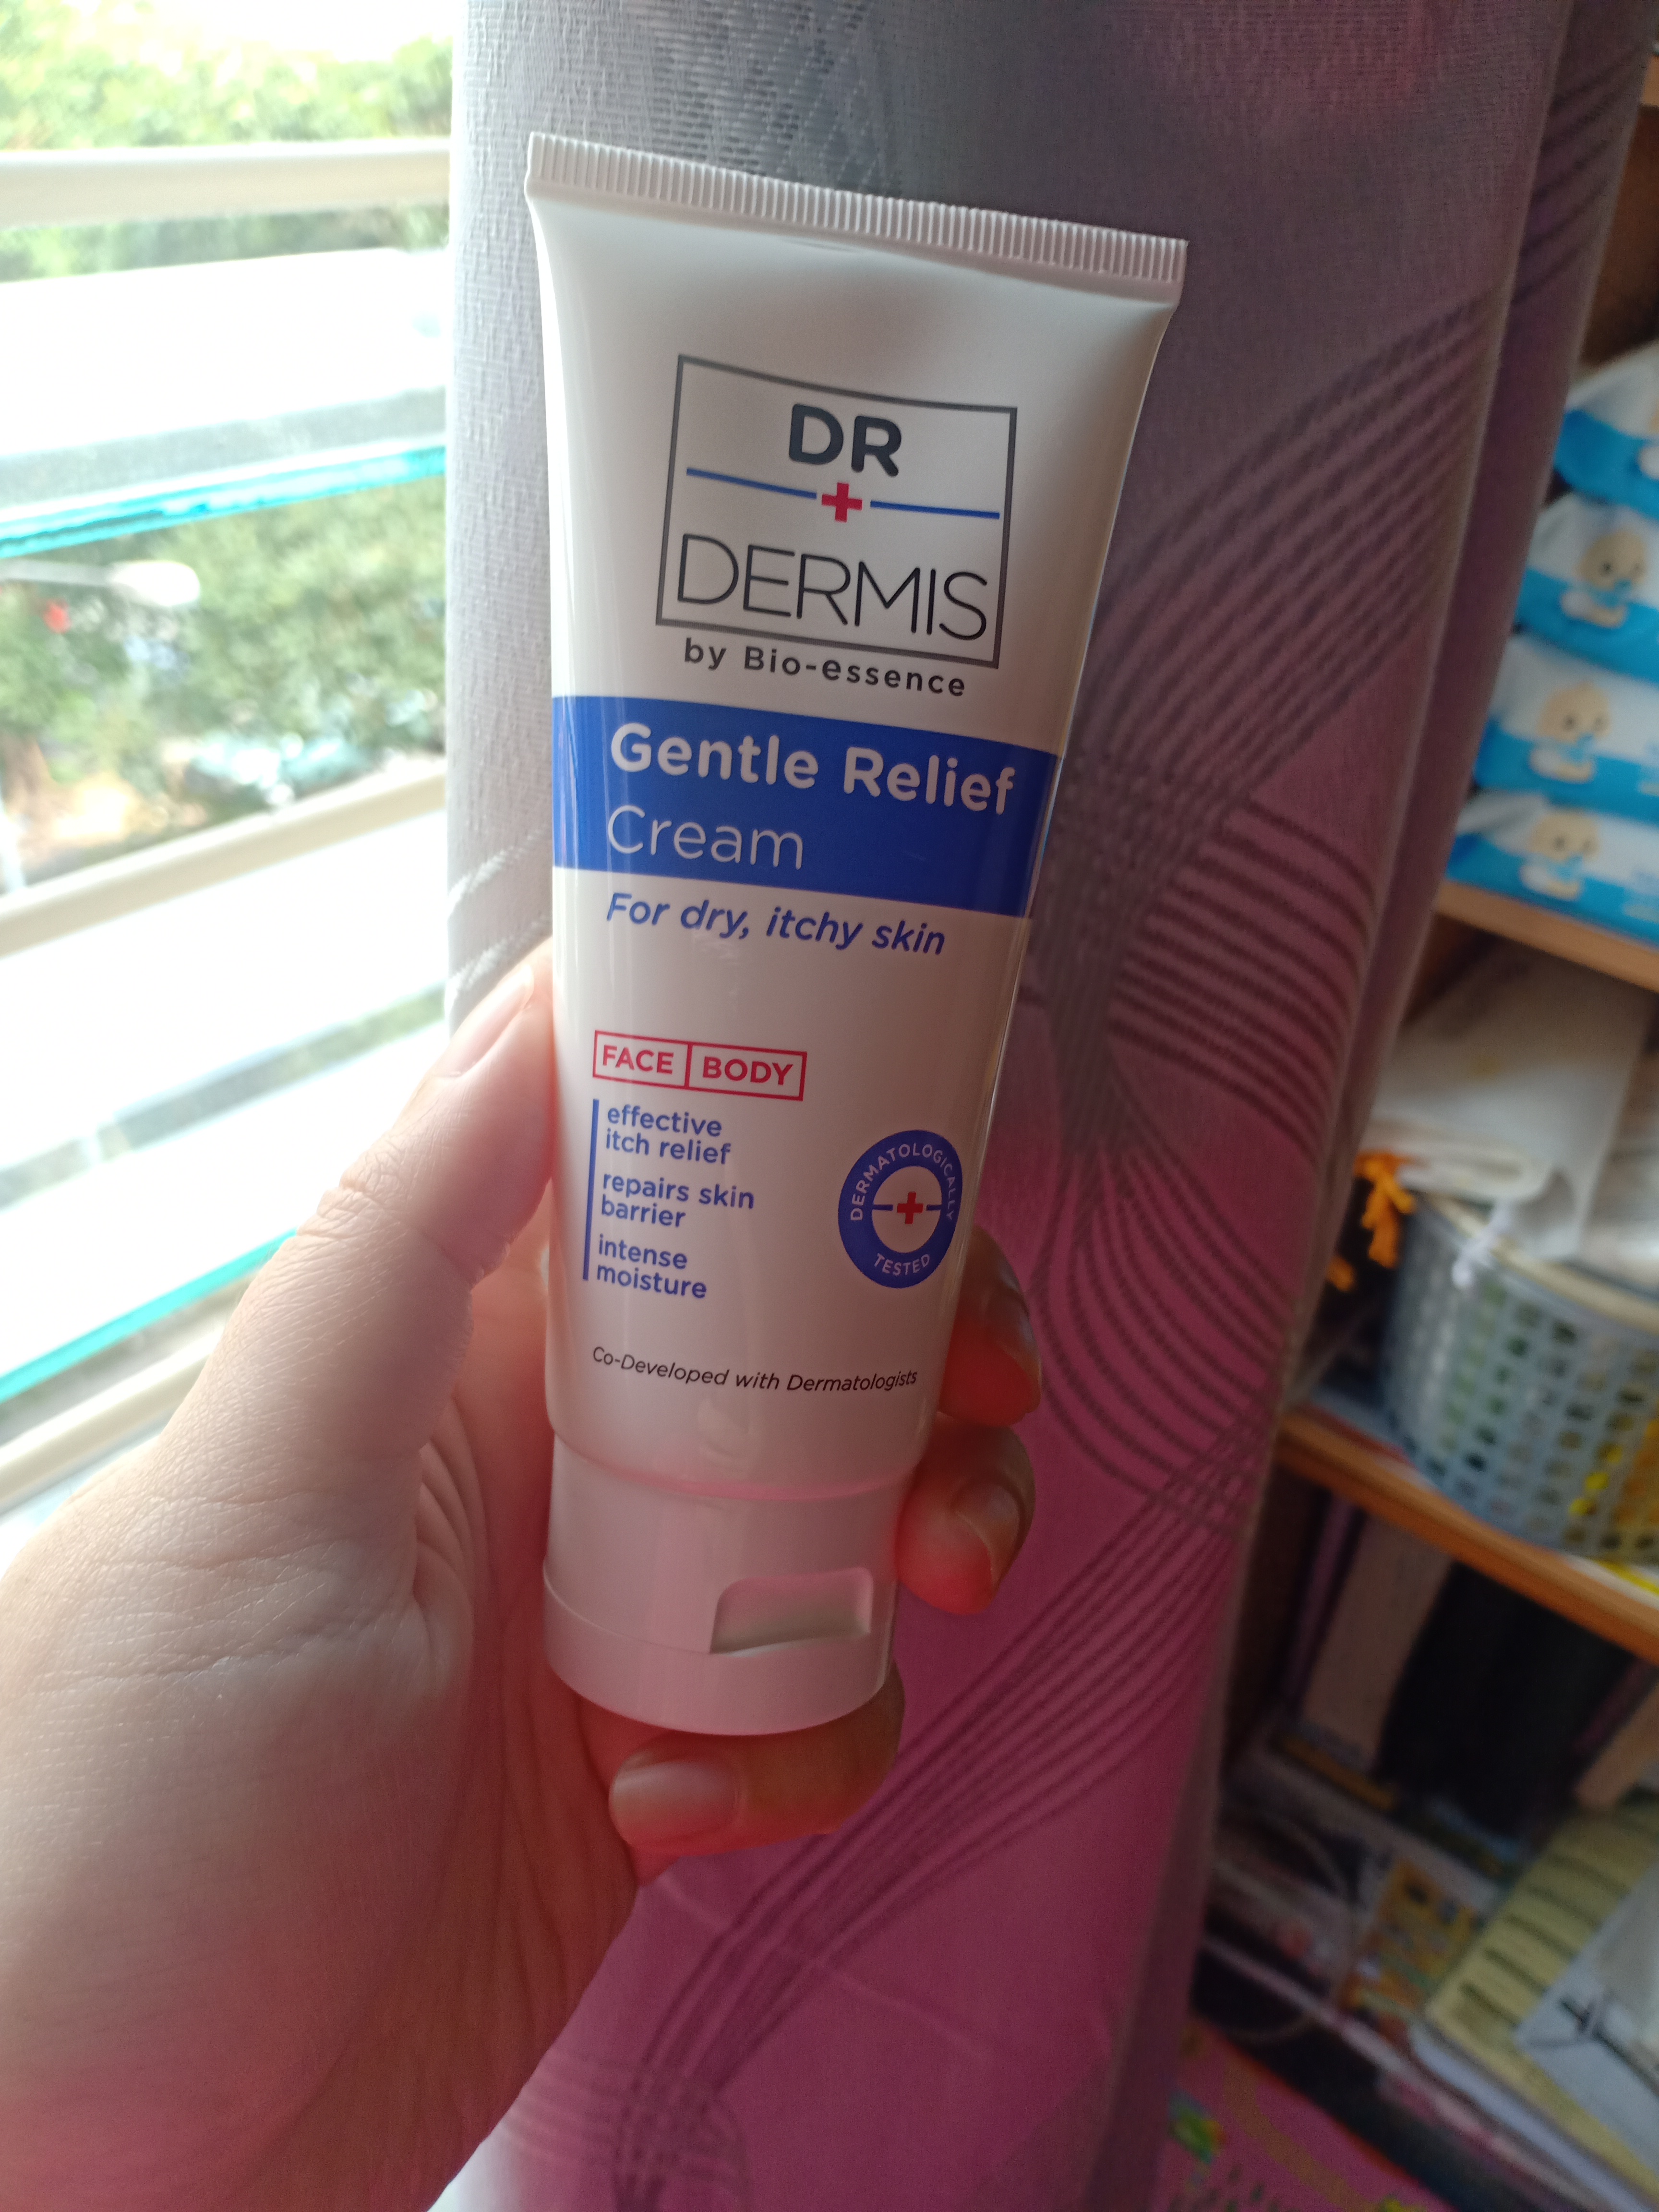 DR
DERMIS
by Bio-essence
Gentle Relief
Cream
For dry, itchy skin
FACE BODY
effective
itch relief
repairs skin
barrier
intense
moisture
DERMATOLOGICALLY
TESTED
Co-Developed with Dermatologists